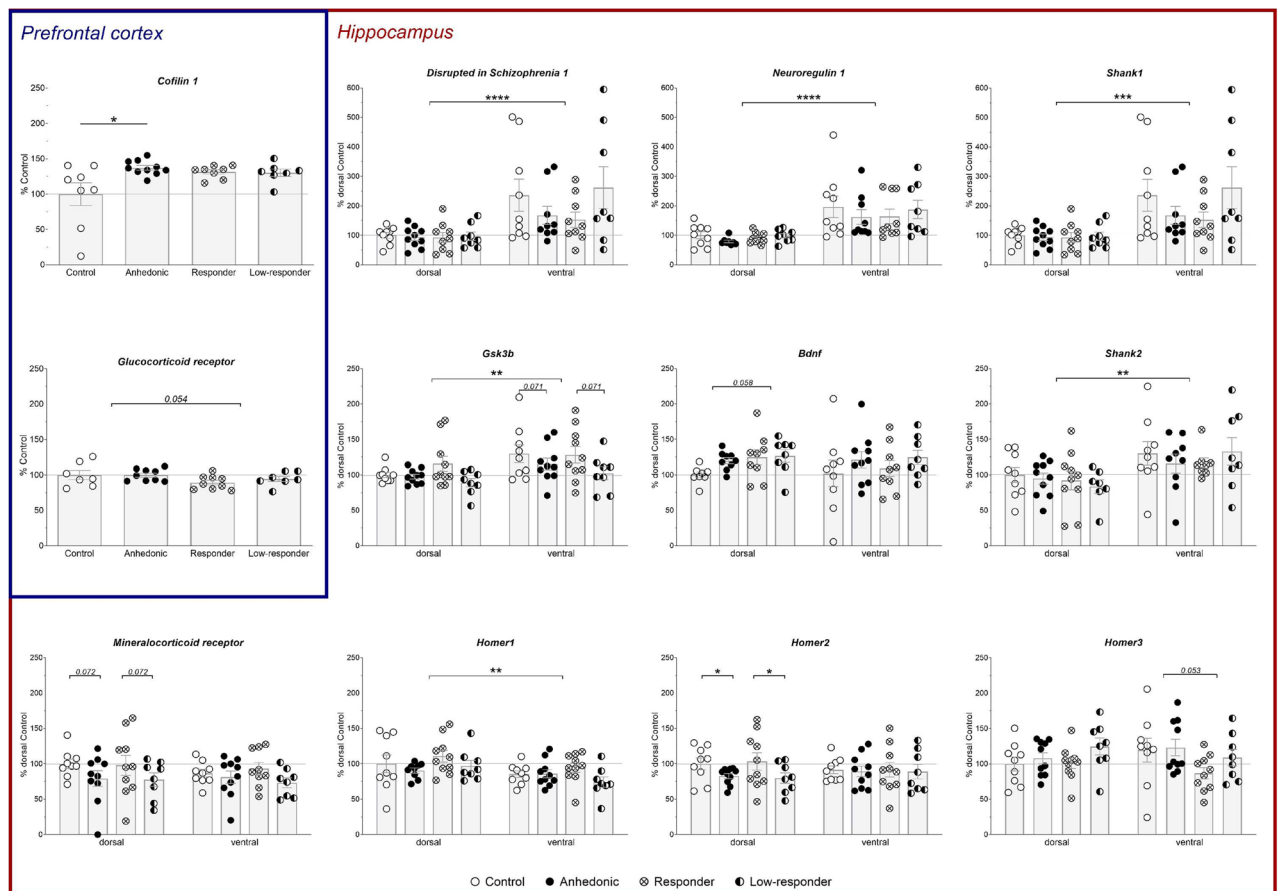 Prefrontal cortex
Hippocampus
Cofilin 1
% Control
250
200
150
100
50
0
*
Control Anhedonic Responder Low-responder
Disrupted in Schizophrenia 1
% dorsal Control
600
500
400
300
200
100
0
****
dorsal ventral
Neuroregulin 1
% dorsal Control
600
500
400
300
200
100
0
****
dorsal ventral
Shank1
% dorsal Control
600
500
400
300
200
100
0
***
dorsal ventral
Glucocorticoid receptor
% Control
250
200
150
100
50
0
0.054
Control Anhedonic Responder Low-responder
Gsk3b
% dorsal Control
250
200
150
100
50
0
**
0.071 0.071
dorsal ventral
Bdnf
% dorsal Control
250
200
150
100
50
0
0.058
dorsal ventral
Shank2
% dorsal Control
250
200
150
100
50
0
**
dorsal ventral
Mineralocorticoid receptor
% dorsal Control
250
200
150
100
50
0
0.072 0.072
dorsal ventral
Homer1
% dorsal Control
250
200
150
100
50
0
**
dorsal ventral
Homer2
% dorsal Control
250
200
150
100
50
0
* *
dorsal ventral
Homer3
% dorsal Control
250
200
150
100
50
0
0.053
dorsal ventral
Control Anhedonic Responder Low-responder